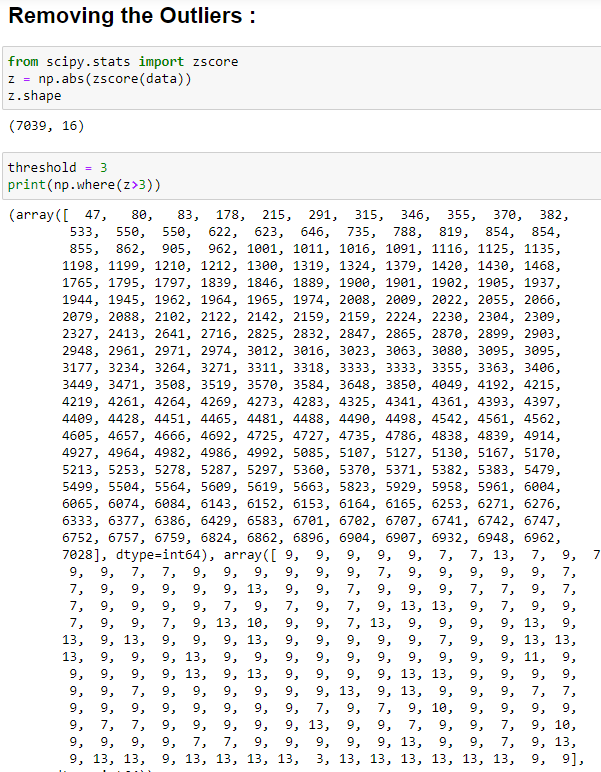 Removing the Outliers :
from scipy.stats import zscore
z = np.abs(zscore(data))
z.shape
(7039, 16)
threshold = 3
print(np.where(z>3))
(array([  47,   80,   83,  178,  215,  291,  315,  346,  355,  370,  382,
533,  550,  550,  622,  623,  646,  735,  788,  819,  854,  854,
855,  862,  905,  962, 1001, 1011, 1016, 1091, 1116, 1125, 1135,
1198, 1199, 1210, 1212, 1300, 1319, 1324, 1379, 1420, 1430, 1468,
1765, 1795, 1797, 1839, 1846, 1889, 1900, 1901, 1902, 1905, 1937,
1944, 1945, 1962, 1964, 1965, 1974, 2008, 2009, 2022, 2055, 2066,
2079, 2088, 2102, 2122, 2142, 2159, 2159, 2224, 2230, 2304, 2309,
2327, 2413, 2641, 2716, 2825, 2832, 2847, 2865, 2870, 2899, 2903,
2948, 2961, 2971, 2974, 3012, 3016, 3023, 3063, 3080, 3095, 3095,
3177, 3234, 3264, 3271, 3311, 3318, 3333, 3333, 3355, 3363, 3406,
3449, 3471, 3508, 3519, 3570, 3584, 3648, 3850, 4049, 4192, 4215,
4219, 4261, 4264, 4269, 4273, 4283, 4325, 4341, 4361, 4393, 4397,
4409, 4428, 4451, 4465, 4481, 4488, 4490, 4498, 4542, 4561, 4562,
4605, 4657, 4666, 4692, 4725, 4727, 4735, 4786, 4838, 4839, 4914,
4927, 4964, 4982, 4986, 4992, 5085, 5107, 5127, 5130, 5167, 5170,
5213, 5253, 5278, 5287, 5297, 5360, 5370, 5371, 5382, 5383, 5479,
5499, 5504, 5564, 5609, 5619, 5663, 5823, 5929, 5958, 5961, 6004,
6065, 6074, 6084, 6143, 6152, 6153, 6164, 6165, 6253, 6271, 6276,
6333, 6377, 6386, 6429, 6583, 6701, 6702, 6707, 6741, 6742, 6747,
6752, 6757, 6759, 6824, 6862, 6896, 6904, 6907, 6932, 6948, 6962,
7028], dtype=int64), array([ 9,  9,  9,  9,  9,  7,  7, 13,  7,  9,  7
9,  9,  7,  7,  9,  9,  9,  9,  9,  9,  7,  9,  9,  9,  9,  7,
7,  9,  9,  9,  9, 13,  9,  9,  7,  9,  9,  9,  7,  7,  9,  7,
7,  9,  9,  9,  9,  7,  9,  7,  9,  7,  9, 13, 13,  9,  7,  9,  9,
7,  9,  9,  7,  9, 13, 10,  9,  9,  7, 13,  9,  9,  9,  9, 13,  9,
13,  9, 13,  9,  9,  9, 13,  9,  9,  9,  9,  9,  7,  9,  9, 13, 13,
13,  9,  9,  9, 13,  9,  9,  9,  9,  9,  9,  9,  9,  9,  9, 11,  9,
9,  9,  9,  9, 13,  9, 13,  9,  9,  9,  9, 13, 13,  9,  9,  9,  9,
9,  9,  7,  9,  9,  9,  9,  9,  9, 13,  9, 13,  9,  9,  9,  7,  7,
9,  9,  9,  9,  9,  9,  9,  9,  7,  9,  7,  9, 10,  9,  9,  9,  9,
9,  7,  7,  9,  9,  9,  9,  9, 13,  9,  9,  7,  9,  9,  7,  9, 10,
9,  9,  9,  9,  7,  7,  9,  9,  9,  9,  9, 13,  9,  9,  7,  9, 13,
9, 13, 13,  9, 13, 13, 13, 13,  3, 13, 13, 13, 13, 13, 13,  9,  9],